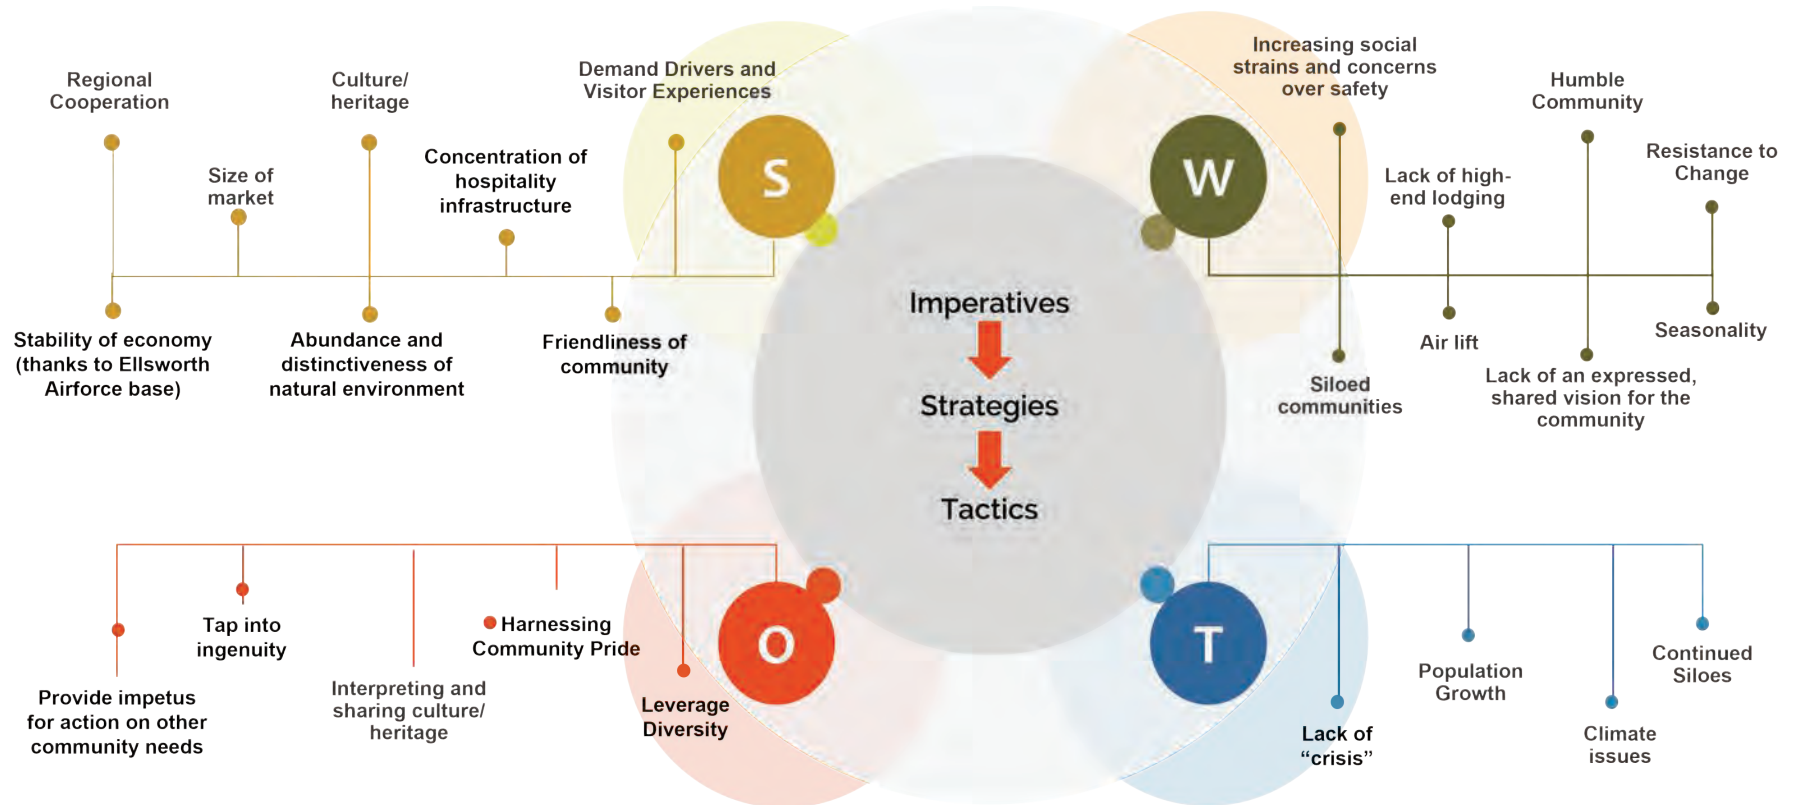 Regional
Cooperation
Size of
market
Culture/
heritage
Concentration of
hospitality
infrastructure
Demand Drivers and
Visitor Experiences
S
Stability of economy
(thanks to Ellsworth
Airforce base)
Abundance and
distinctiveness of
natural environment
Friendliness of
community
W
Increasing social
strains and concerns
over safety
Lack of high-
end lodging
Humble
Community
Resistance to
Change
Siloed
communities
Air lift
Lack of an expressed,
shared vision for the
community
Seasonality
Imperatives
Strategies
Tactics
O
Provide impetus
for action on other
community needs
Tap into
ingenuity
Interpreting and
sharing culture/
heritage
Harnessing
Community Pride
Leverage
Diversity
T
Lack of
“crisis”
Population
Growth
Climate
issues
Continued
Siloes